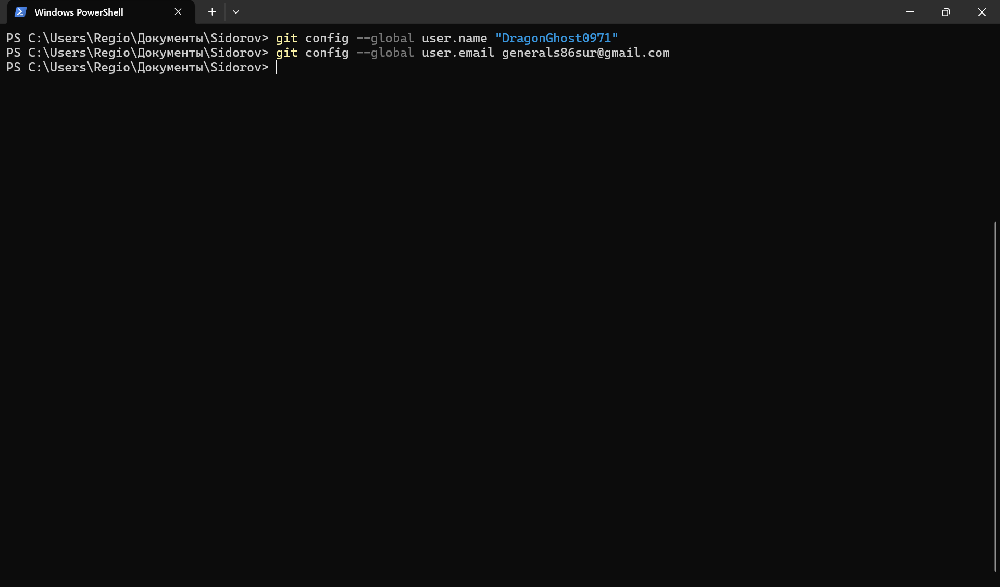 Windows PowerShell
PS C:\Users\Regio\Документы\Sidorov> git config --global user.name "DragonGhost0971"
PS C:\Users\Regio\Документы\Sidorov> git config --global user.email generals86sur@gmail.com
PS C:\Users\Regio\Документы\Sidorov>